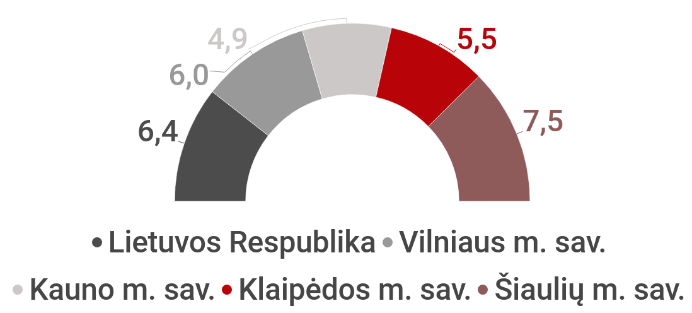 4,9
5,5
6,0
7,5
6,4
Lietuvos Respublika Vilniaus m. sav.
Kauno m. sav. Klaipėdos m. sav. Šiaulių m. sav.